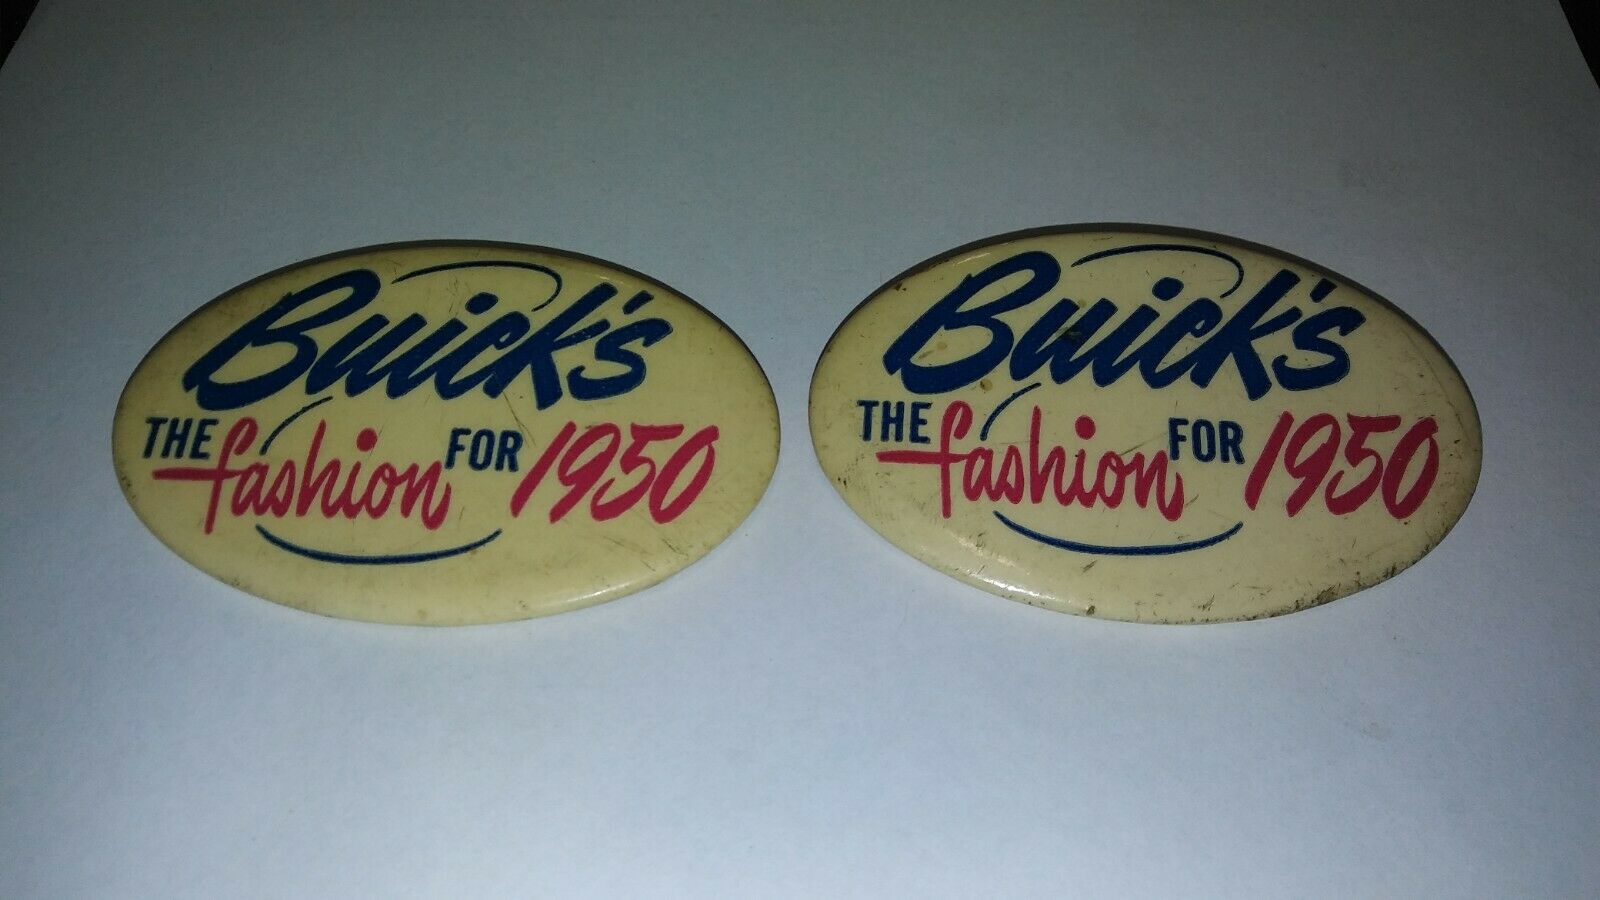 Buick's
THE fashion FOR 1950
Buick's
THE fashion FOR 1950